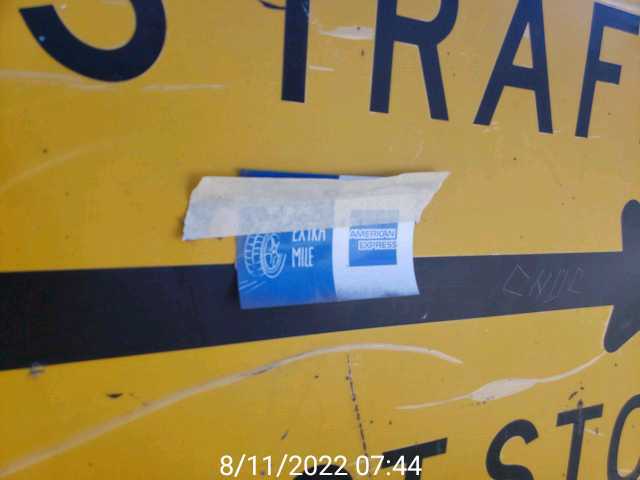 S TRAF
EXTRA
MILE
AMERICAN
EXPRESS
T STO
8/11/2022 07:44